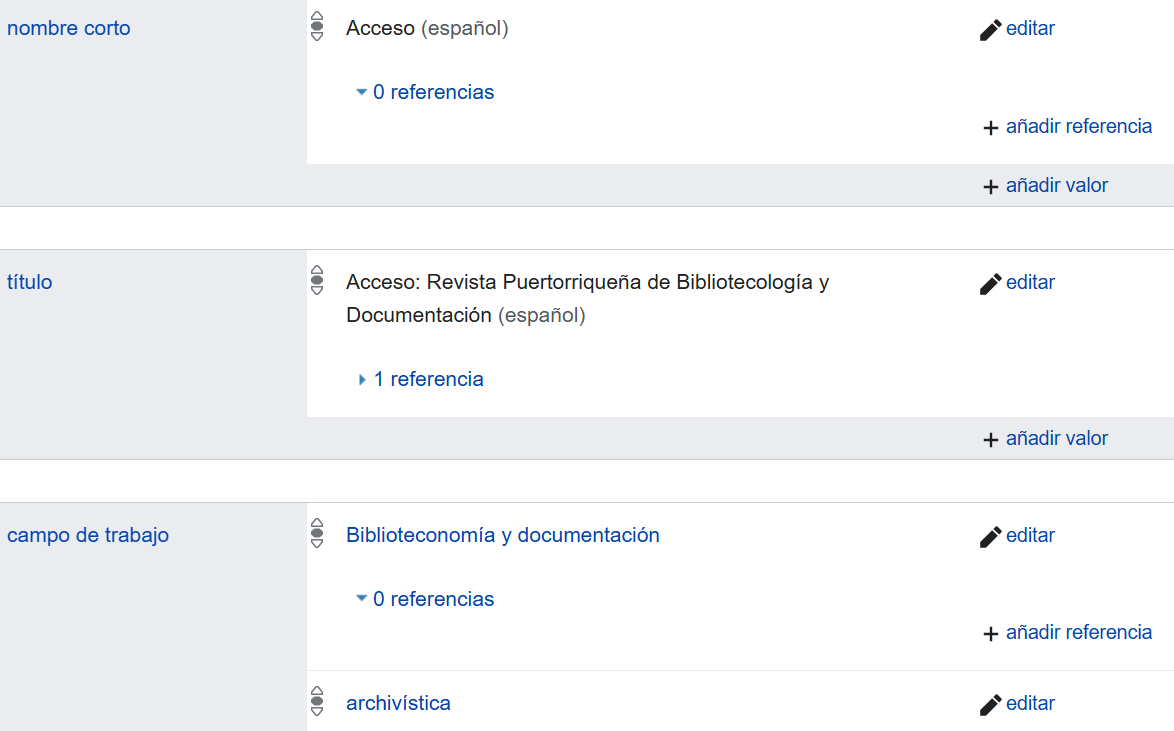 nombre corto
Acceso (español)
editar
0 referencias
añadir referencia
añadir valor
título
Acceso: Revista Puertorriqueña de Bibliotecología y
Documentación (español)
editar
1 referencia
añadir valor
campo de trabajo
Biblioteconomía y documentación
editar
0 referencias
añadir referencia
archivística
editar